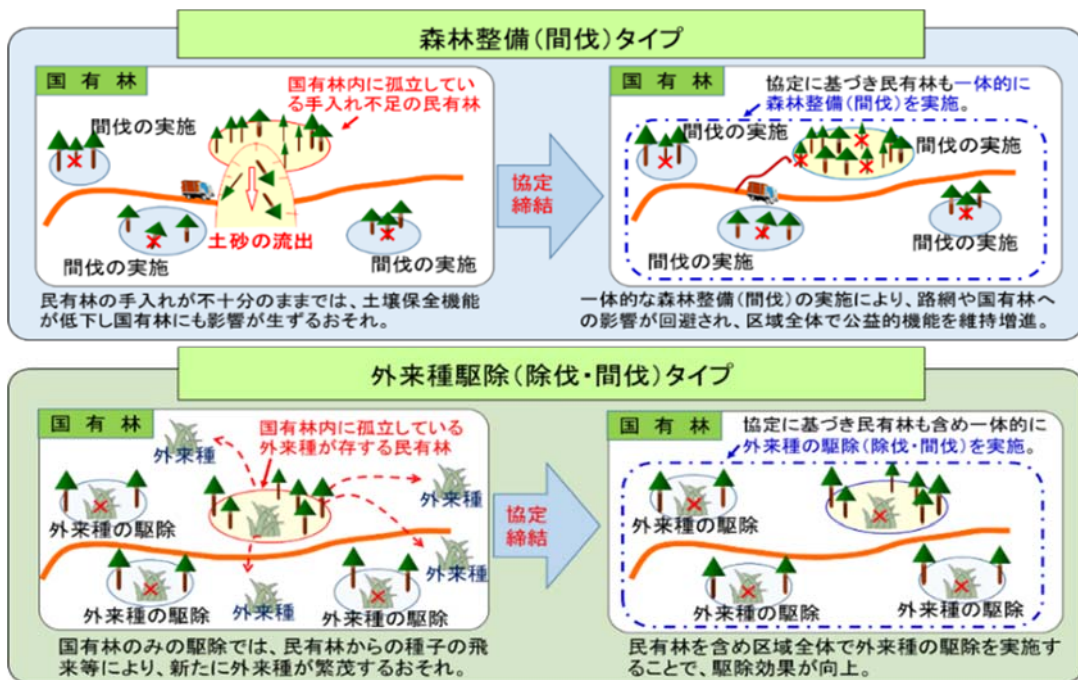 森林整備(間伐)タイプ
国有林
国有林内に孤立してい
る手入れ不足の民有林
間伐の実施
土砂の流出
間伐の実施
間伐の実施
民有林の手入れが不十分のままでは、土壌保全機能
が低下し国有林にも影響が生ずるおそれ。
協定
締結
国有林
協定に基づき民有林も一体的に
森林整備(間伐)を実施。
間伐の実施
間伐の実施
間伐の実施
間伐の実施
一体的な森林整備(間伐)の実施により、路網や国有林へ
の影響が回避され、区域全体で公益的機能を維持増進。
外来種駆除(除伐・間伐)タイプ
国有林
国有林内に孤立している
外来種が存する民有林
外来種
外来種
外来種の駆除
外来種
外来種
外来種の駆除
外来種の駆除
国有林のみの駆除では、民有林からの種子の飛
来等により、新たに外来種が繁茂するおそれ。
協定
締結
国有林
協定に基づき民有林も含め一体的に
外来種の駆除(除伐・間伐)を実施。
外来種の駆除
外来種の駆除
外来種の駆除
民有林を含め区域全体で外来種の駆除を実施す
ることで、駆除効果が向上。